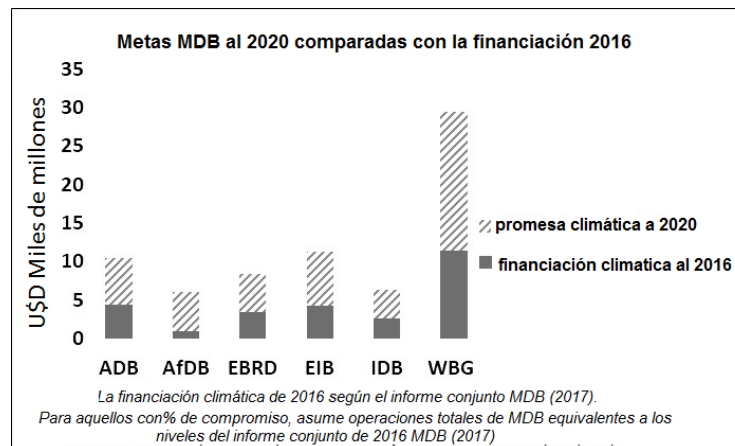 Metas MDB al 2020 comparadas con la financiación 2016
35
30
25
20
15
10
5
0
U$D Miles de millones
promesa climática a 2020
financiación climatica al 2016
ADB AfDB EBRD EIB IDB WBG
La financiación climática de 2016 según el informe conjunto MDB (2017).
Para aquellos con% de compromiso, asume operaciones totales de MDB equivalentes a los
niveles del informe conjunto de 2016 MDB (2017)